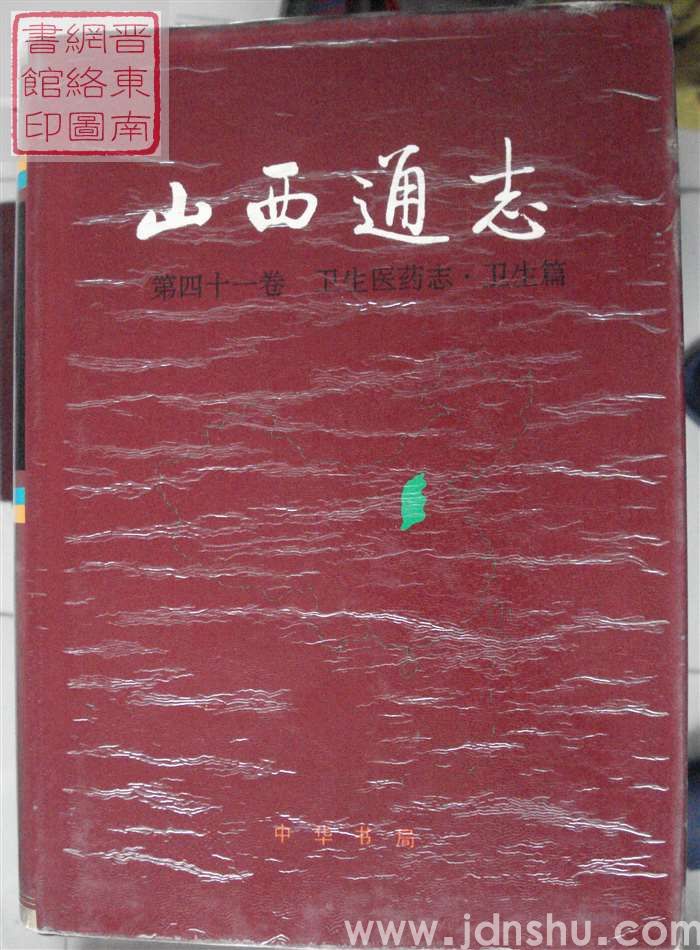 晋東南
網絡圖
書館印
山西通志
第四十一卷 卫生医药志·卫生篇
中华书局
www.jdnshu.com